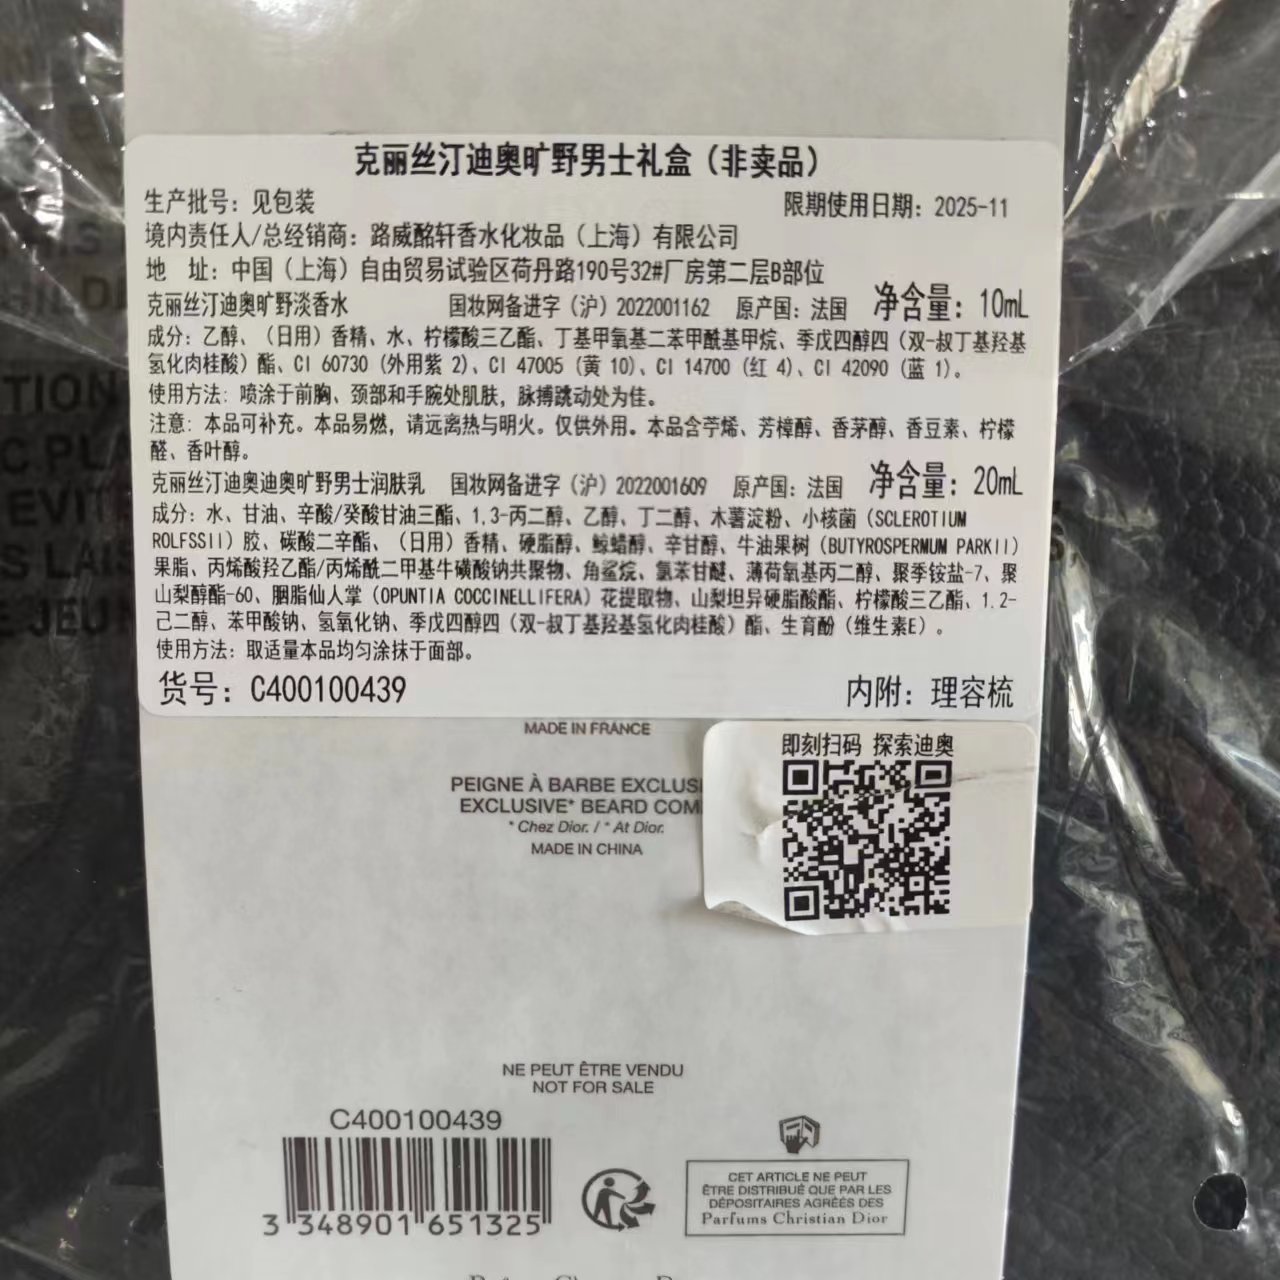 克丽丝汀迪奥旷野男士礼盒（非卖品）
生产批号：见包装 限期使用日期：2025-11
境内责任人/总经销商：路威酩轩香水化妆品（上海）有限公司
地 址：中国（上海）自由贸易试验区荷丹路190号32#厂房第二层B部位
克丽丝汀迪奥旷野淡香水 国妆网备进字（沪）2022001162 原产国：法国 净含量：10mL
成分：乙醇、（日用）香精、水、柠檬酸三乙酯、丁基甲氧基二苯甲酰基甲烷、季戊四醇四（双-叔丁基羟基
氢化肉桂酸）酯、CI 60730（外用紫 2）、CI 47005（黄 10）、CI 14700（红 4）、CI 42090（蓝 1）。
使用方法：喷涂于前胸、颈部和手腕处肌肤，脉搏跳动处为佳。
注意：本品可补充。本品易燃，请远离热与明火。仅供外用。本品含苧烯、芳樟醇、香茅醇、香豆素、柠檬
醛、香叶醇。
克丽丝汀迪奥迪奥旷野男士润肤乳 国妆网备进字（沪）2022001609 原产国：法国 净含量：20mL
成分：水、甘油、辛酸/癸酸甘油三酯、1,3-丙二醇、乙醇、丁二醇、木薯淀粉、小核菌（SCLEROTIUM
ROLFSSII）胶、碳酸二辛酯、（日用）香精、硬脂醇、鲸蜡醇、辛甘醇、牛油果树（BUTYROSPERMUM PARKII）
果脂、丙烯酸羟乙酯/丙烯酰二甲基牛磺酸钠共聚物、角鲨烷、氯苯甘醚、薄荷氧基丙二醇、聚季铵盐-7、聚
山梨醇酯-60、胭脂仙人掌（OPUNTIA COCCINELLIFERA）花提取物、山梨坦异硬脂酸酯、柠檬酸三乙酯、1,2-
己二醇、苯甲酸钠、氢氧化钠、季戊四醇四（双-叔丁基羟基氢化肉桂酸）酯、生育酚（维生素E）。
使用方法：取适量本品均匀涂抹于面部。
货号：C400100439 内附：理容梳
MADE IN FRANCE
即刻扫码 探索迪奥
PEIGNE À BARBE EXCLUSI
EXCLUSIVE* BEARD COM
* Chez Dior. / * At Dior.
MADE IN CHINA
NE PEUT ÊTRE VENDU
NOT FOR SALE
C400100439
3 348901 651325
CET ARTICLE NE PEUT
ÊTRE DISTRIBUÉ QUE PAR LES
DÉPOSITAIRES AGRÉÉS DES
Parfums Christian Dior
TION
C PLA
EVITE
S LAIS
E JEU